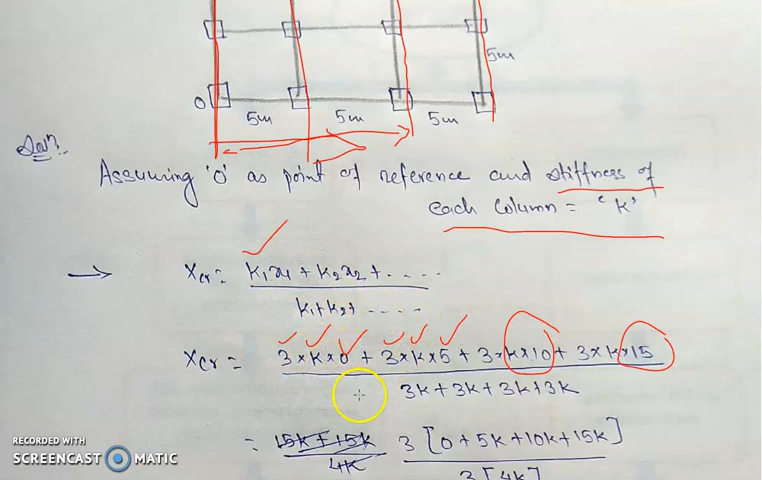 5m
O
5m 5m 5m
Solⁿ.
Assuming 'O' as point of reference and stiffness of
each column = 'K'
→ Xcr = K₁x₁ + K₂x₂ + .....
K₁+K₂+ .....
Xcr = 3×K×0 + 3×K×5 + 3×K×10 + 3×K×15
3K+3K+3K+3K
= 15K+15K 3[0+5K+10K+15K]
4K 3[4K]
RECORDED WITH
SCREENCAST MATIC